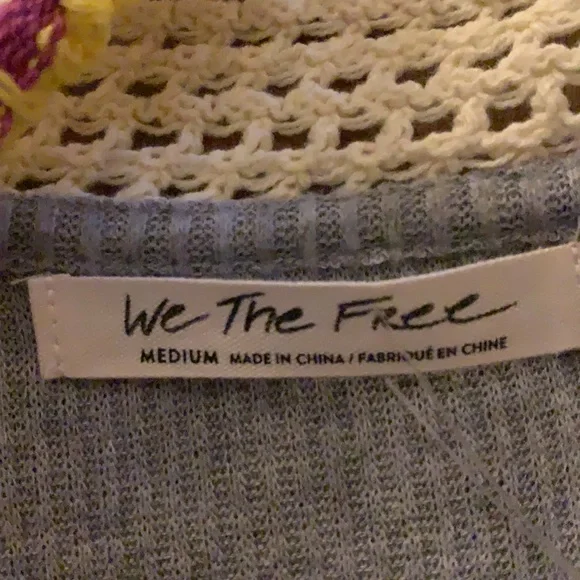 We The Free
MEDIUM MADE IN CHINA / FABRIQUÉ EN CHINE